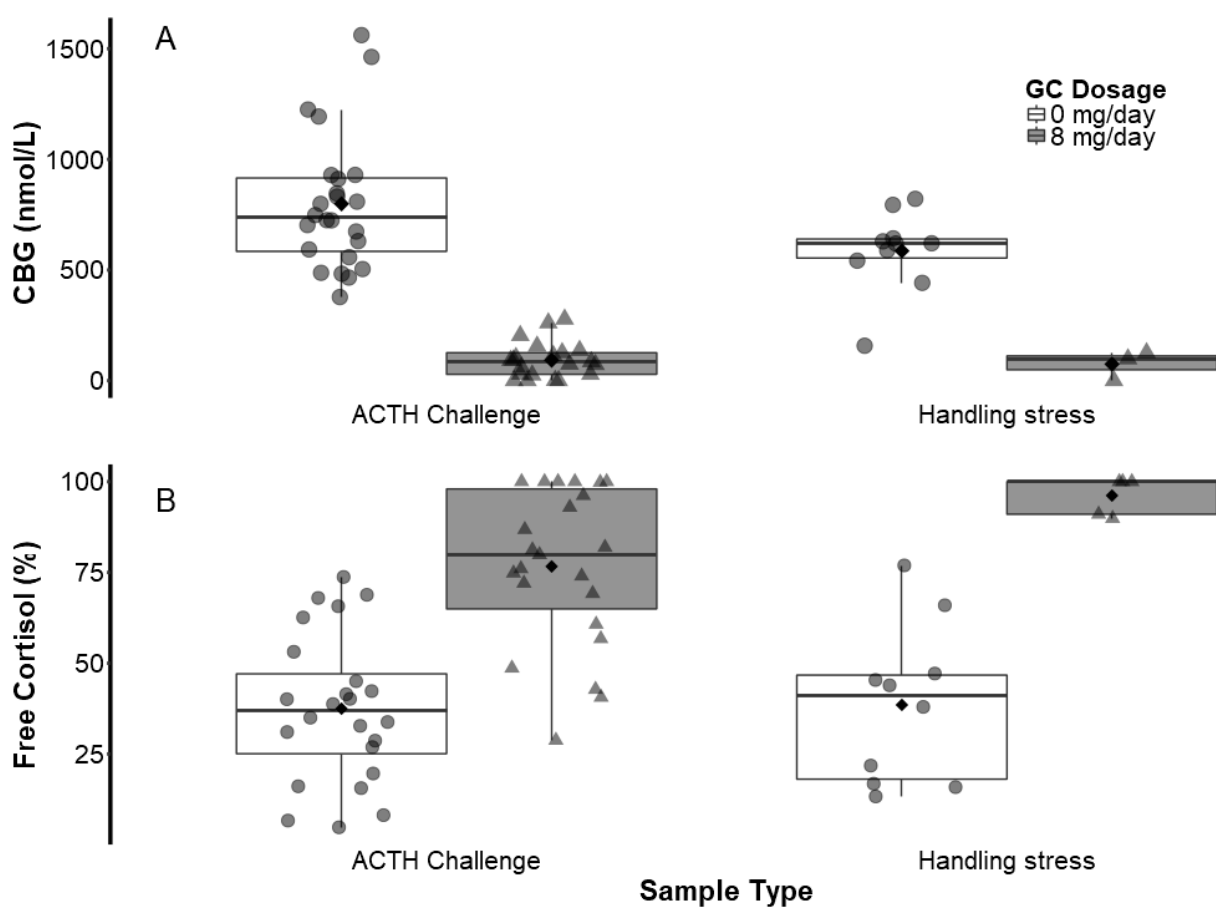 A
GC Dosage
0 mg/day
8 mg/day
CBG (nmol/L)
1500
1000
500
0
ACTH Challenge Handling stress
B
Free Cortisol (%)
100
75
50
25
ACTH Challenge Handling stress
Sample Type